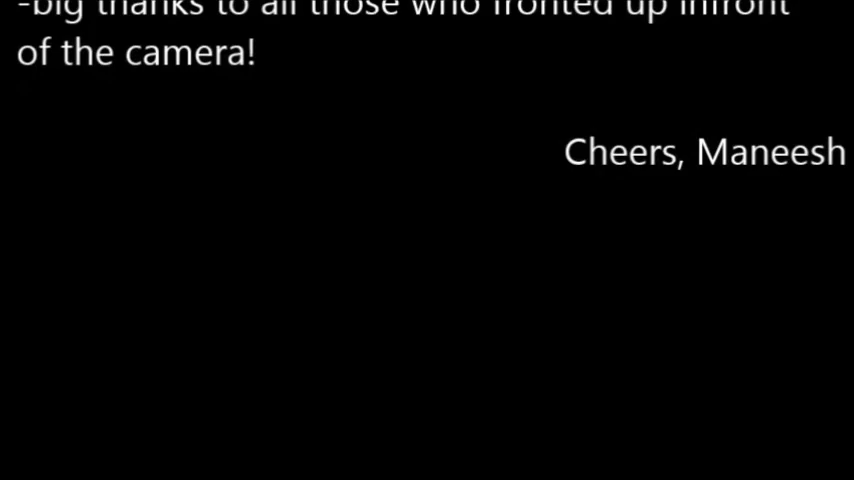 -big thanks to all those who fronted up infront
of the camera!
Cheers, Maneesh